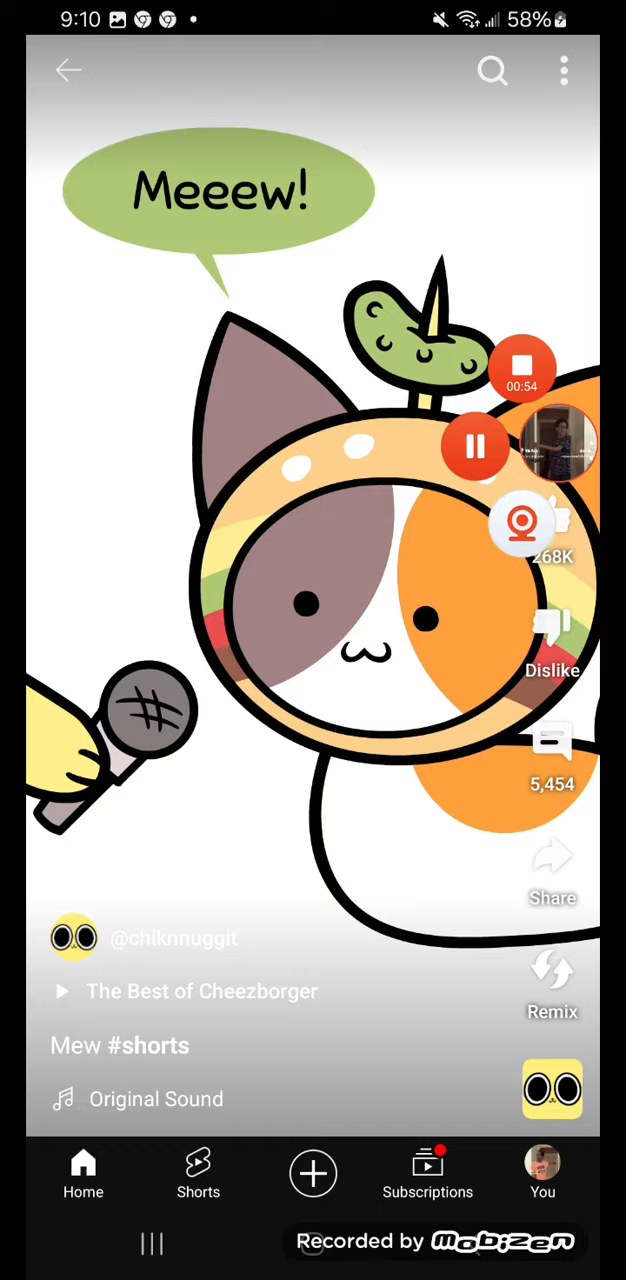 9:10
58%
Meeew!
00:54
268K
Dislike
5,454
Share
@chiknnuggit
The Best of Cheezborger
Remix
Mew #shorts
Original Sound
Home
Shorts
Subscriptions
You
Recorded by Mobizen